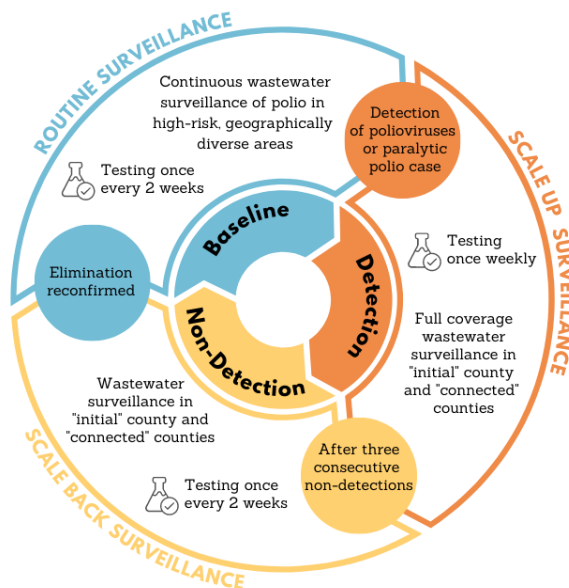 ROUTINE SURVEILLANCE
Continuous wastewater
surveillance of polio in
high-risk, geographically
diverse areas
Testing once
every 2 weeks
Baseline
Detection
of polioviruses
or paralytic
polio case
SCALE UP SURVEILLANCE
Testing
once weekly
Detection
Full coverage
wastewater
surveillance in
"initial" county
and "connected"
counties
After three
consecutive
non-detections
Non-Detection
Wastewater
surveillance in
"initial" county and
"connected" counties
Testing once
every 2 weeks
SCALE BACK SURVEILLANCE
Elimination
reconfirmed